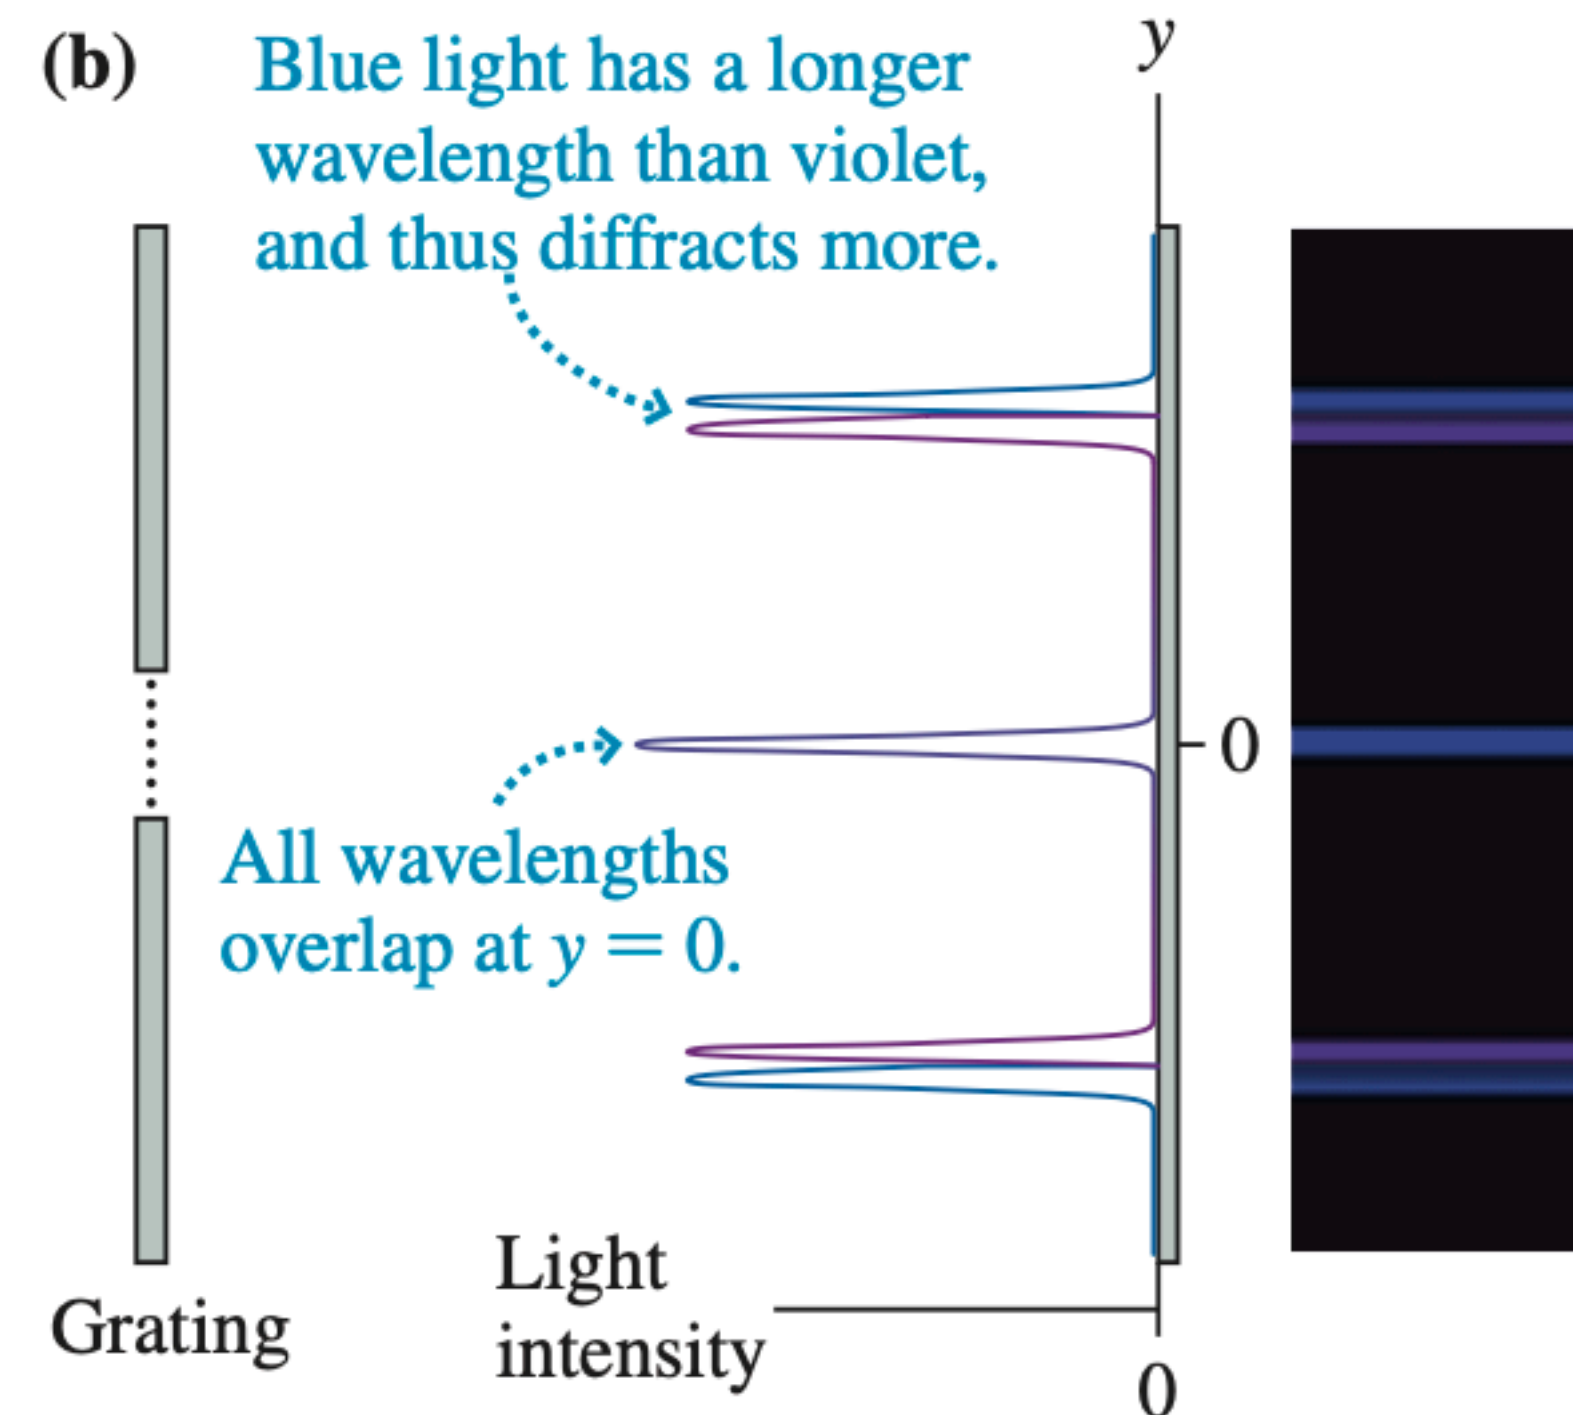 (b)
Blue light has a longer
wavelength than violet,
and thus diffracts more.
y
0
All wavelengths
overlap at y = 0.
Light
intensity
Grating
0